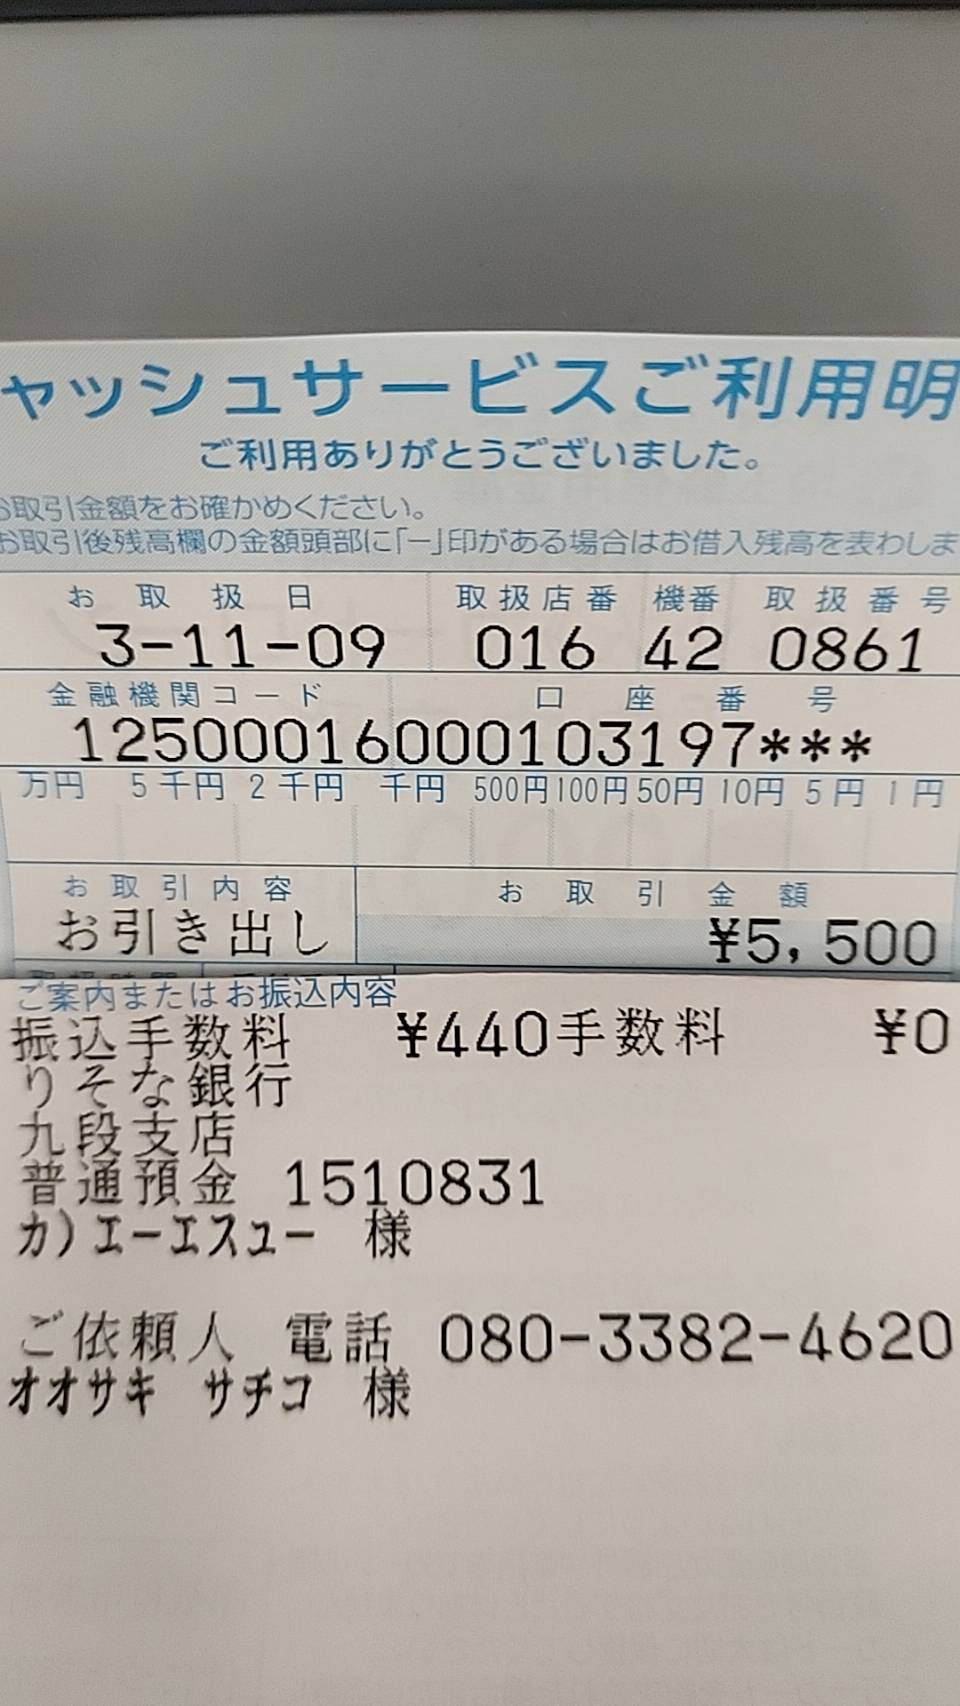 ャッシュサービスご利用明
ご利用ありがとうございました。
お取引金額をお確かめください。
お取引後残高欄の金額頭部に「−」印がある場合はお借入残高を表わしま
お取扱日 取扱店番 機番 取扱番号
3-11-09 016 42 0861
金融機関コード 口座番号
125000016000103197***
万円 5千円 2千円 千円 500円 100円 50円 10円 5円 1円
お取引内容 お取引金額
お引き出し ¥5,500
ご案内またはお振込内容
振込手数料 ¥440手数料 ¥0
りそな銀行
九段支店
普通預金 1510831
カ)エーエスユー 様
ご依頼人 電話 080-3382-4620
オオサキ サチコ 様